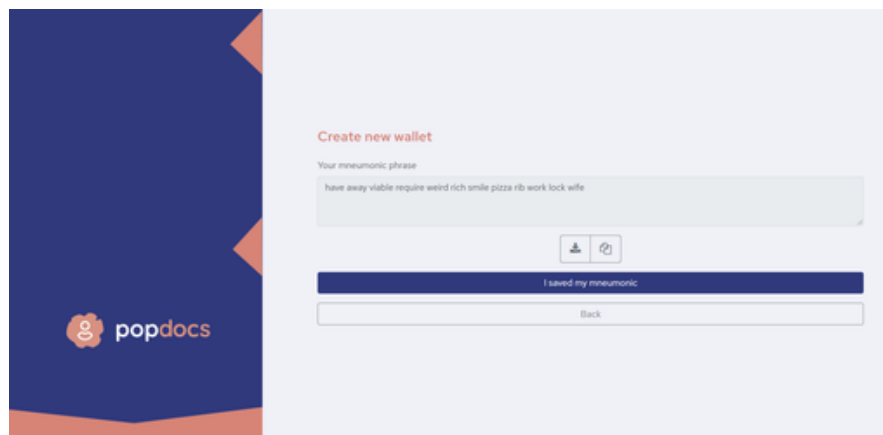 Create new wallet
Your mneumonic phrase
have away viable require weird rich smile pizza rib work lock wife
I saved my mneumonic
Back
popdocs